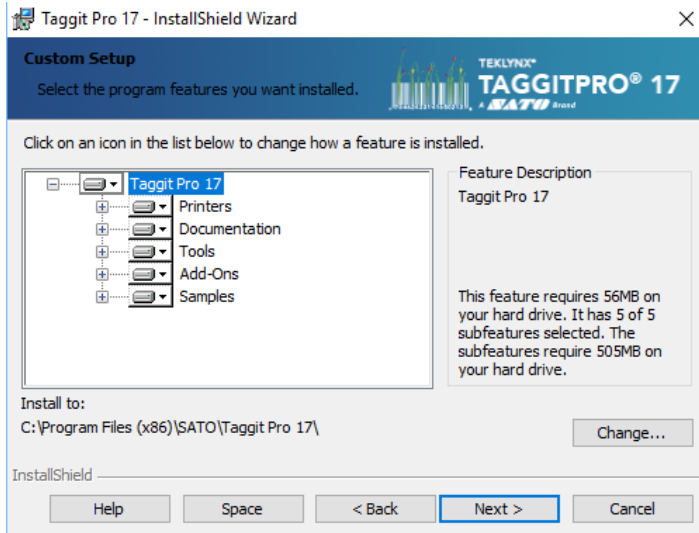 Taggit Pro 17 - InstallShield Wizard
Custom Setup
Select the program features you want installed.
TEKLYNX®
TAGGITPRO® 17
A SATO Brand
Click on an icon in the list below to change how a feature is installed.
Taggit Pro 17
Printers
Documentation
Tools
Add-Ons
Samples
Feature Description
Taggit Pro 17
This feature requires 56MB on
your hard drive. It has 5 of 5
subfeatures selected. The
subfeatures require 505MB on
your hard drive.
Install to:
C:\Program Files (x86)\SATO\Taggit Pro 17\
Change...
InstallShield
Help
Space
< Back
Next >
Cancel